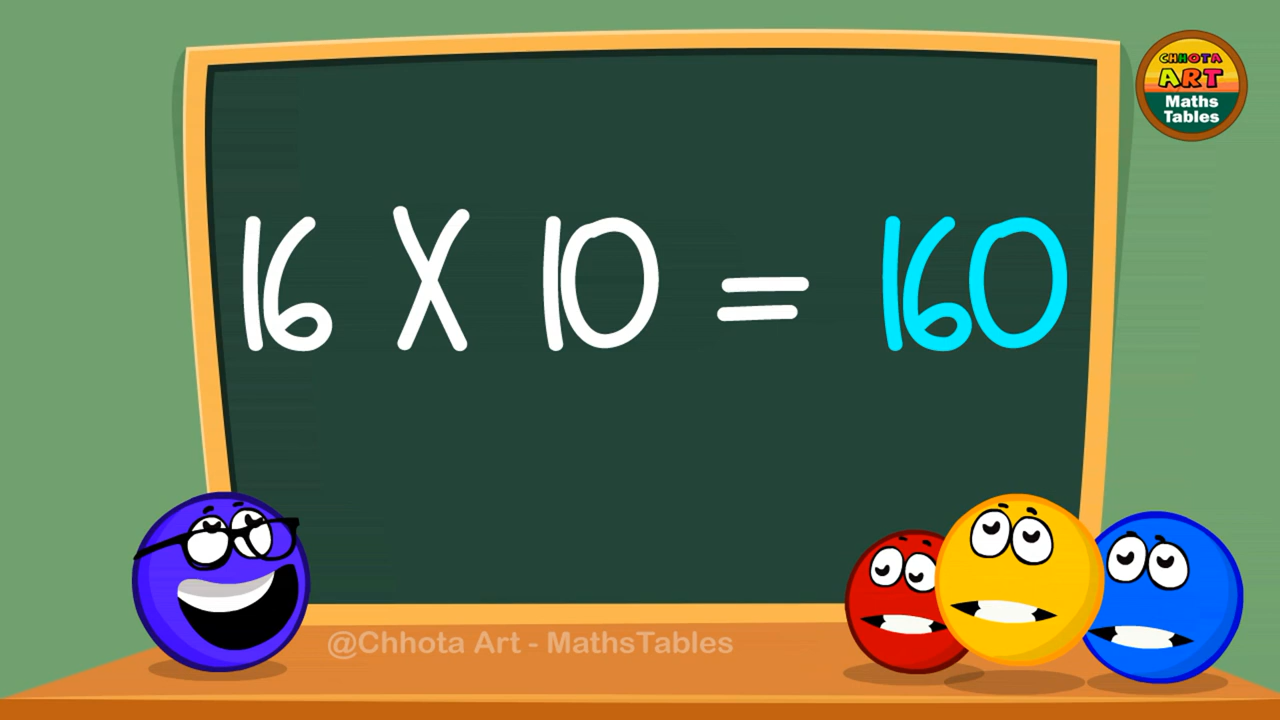 CHHOTA
ART
Maths
Tables
16 X 10 = 160
@Chhota Art - MathsTables